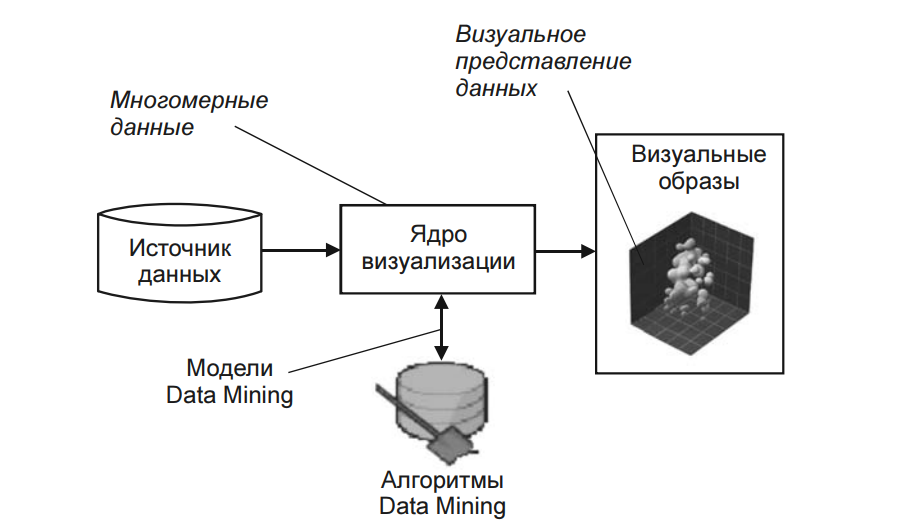 Визуальное
представление
данных
Многомерные
данные
Визуальные
образы
Источник
данных
Ядро
визуализации
Модели
Data Mining
Алгоритмы
Data Mining